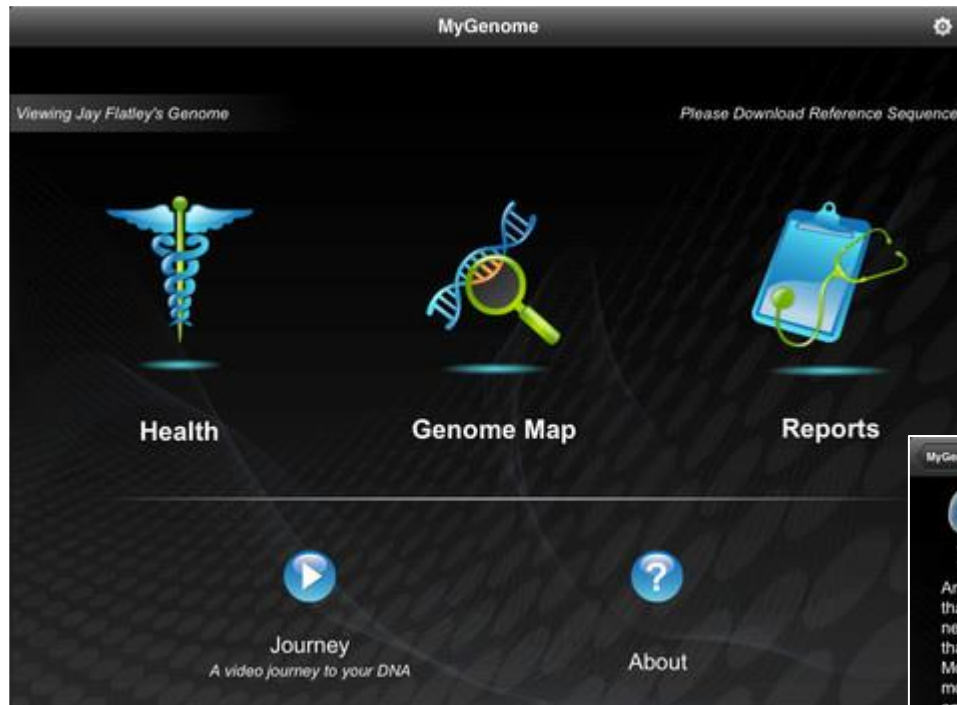 MyGenome
Viewing Jay Flatley's Genome
Please Download Reference Sequence
Health
Genome Map
Reports
Journey
A video journey to your DNA
About